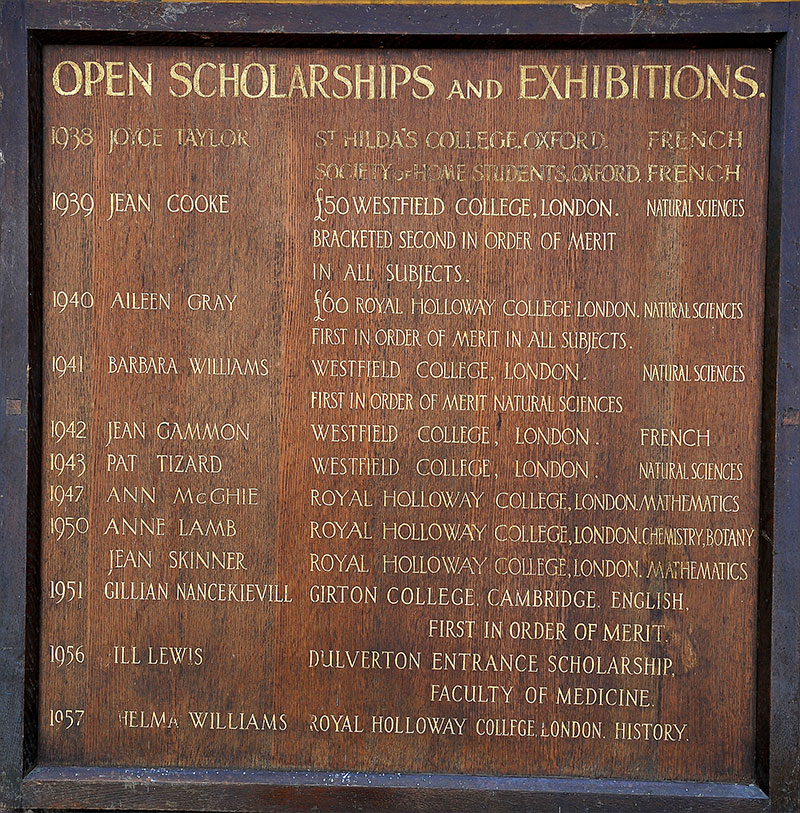 OPEN SCHOLARSHIPS AND EXHIBITIONS.
1938 JOYCE TAYLOR ST HILDA'S COLLEGE, OXFORD. FRENCH
SOCIETY OF HOME STUDENTS, OXFORD. FRENCH
1939 JEAN COOKE £50 WESTFIELD COLLEGE, LONDON. NATURAL SCIENCES
BRACKETED SECOND IN ORDER OF MERIT
IN ALL SUBJECTS.
1940 AILEEN GRAY £60 ROYAL HOLLOWAY COLLEGE LONDON. NATURAL SCIENCES
FIRST IN ORDER OF MERIT IN ALL SUBJECTS.
1941 BARBARA WILLIAMS WESTFIELD COLLEGE, LONDON. NATURAL SCIENCES
FIRST IN ORDER OF MERIT NATURAL SCIENCES
1942 JEAN GAMMON WESTFIELD COLLEGE, LONDON. FRENCH
1943 PAT TIZARD WESTFIELD COLLEGE, LONDON. NATURAL SCIENCES
1947 ANN McGHIE ROYAL HOLLOWAY COLLEGE, LONDON. MATHEMATICS
1950 ANNE LAMB ROYAL HOLLOWAY COLLEGE, LONDON. CHEMISTRY, BOTANY
JEAN SKINNER ROYAL HOLLOWAY COLLEGE, LONDON. MATHEMATICS
1951 GILLIAN NANCEKIEVILL GIRTON COLLEGE, CAMBRIDGE. ENGLISH,
FIRST IN ORDER OF MERIT.
1956 ILL LEWIS DULVERTON ENTRANCE SCHOLARSHIP,
FACULTY OF MEDICINE.
1957 HELMA WILLIAMS ROYAL HOLLOWAY COLLEGE, LONDON. HISTORY.